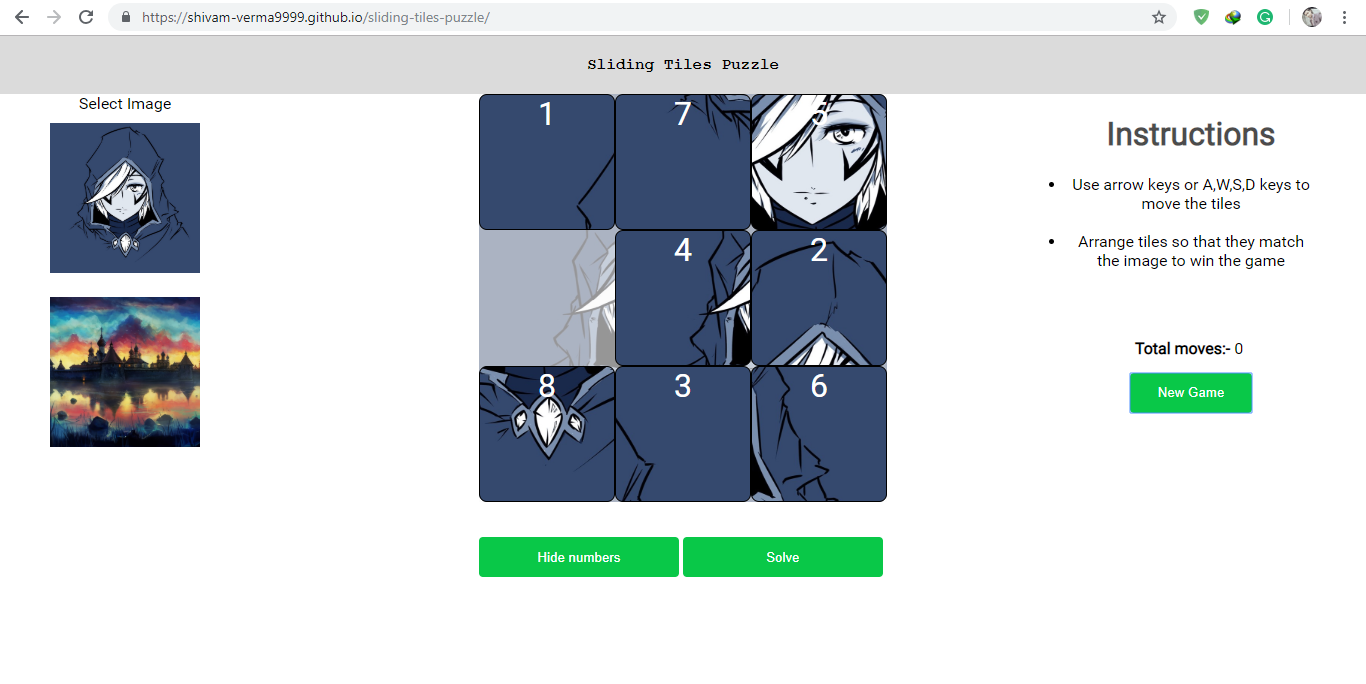 https://shivam-verma9999.github.io/sliding-tiles-puzzle/
Sliding Tiles Puzzle
Select Image
1 7 5
4 2
8 3 6
Hide numbers Solve
Instructions
Use arrow keys or A,W,S,D keys to
move the tiles
Arrange tiles so that they match
the image to win the game
Total moves:- 0
New Game